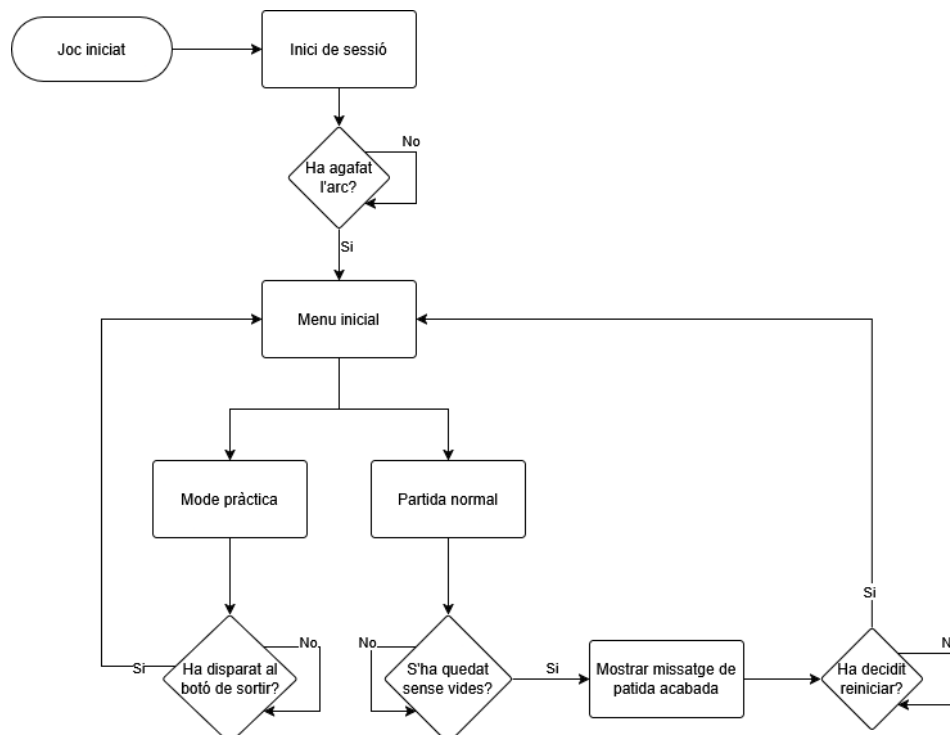 Joc iniciat
Inici de sessió
No
Ha agafat
l'arc?
Si
Menu inicial
Mode pràctica
Partida normal
Si
No
No
Si
Si
Ha disparat al
botó de sortir?
S'ha quedat
sense vides?
Mostrar missatge de
patida acabada
Ha decidit
reiniciar?